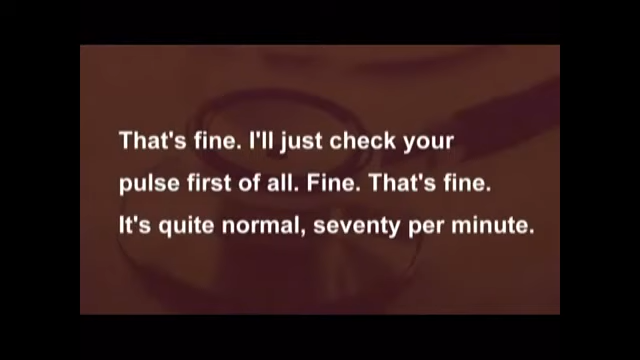 That's fine. I'll just check your
pulse first of all. Fine. That's fine.
It's quite normal, seventy per minute.